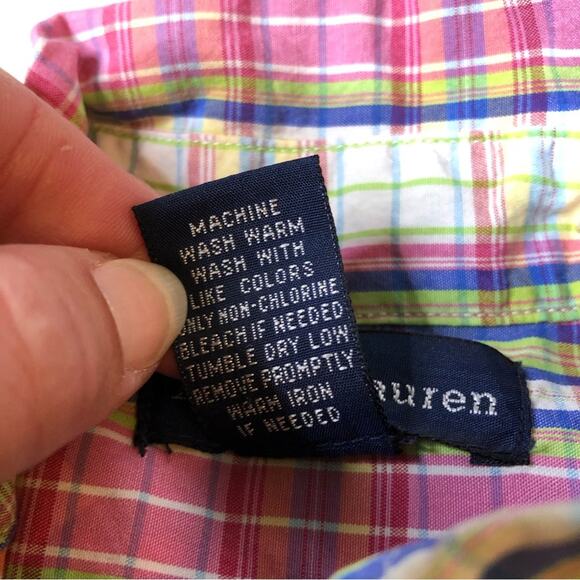 MACHINE
WASH WARM
WASH WITH
LIKE COLORS
ONLY NON-CHLORINE
BLEACH IF NEEDED
TUMBLE DRY LOW
REMOVE PROMPTLY
WARM IRON
IF NEEDED
auren